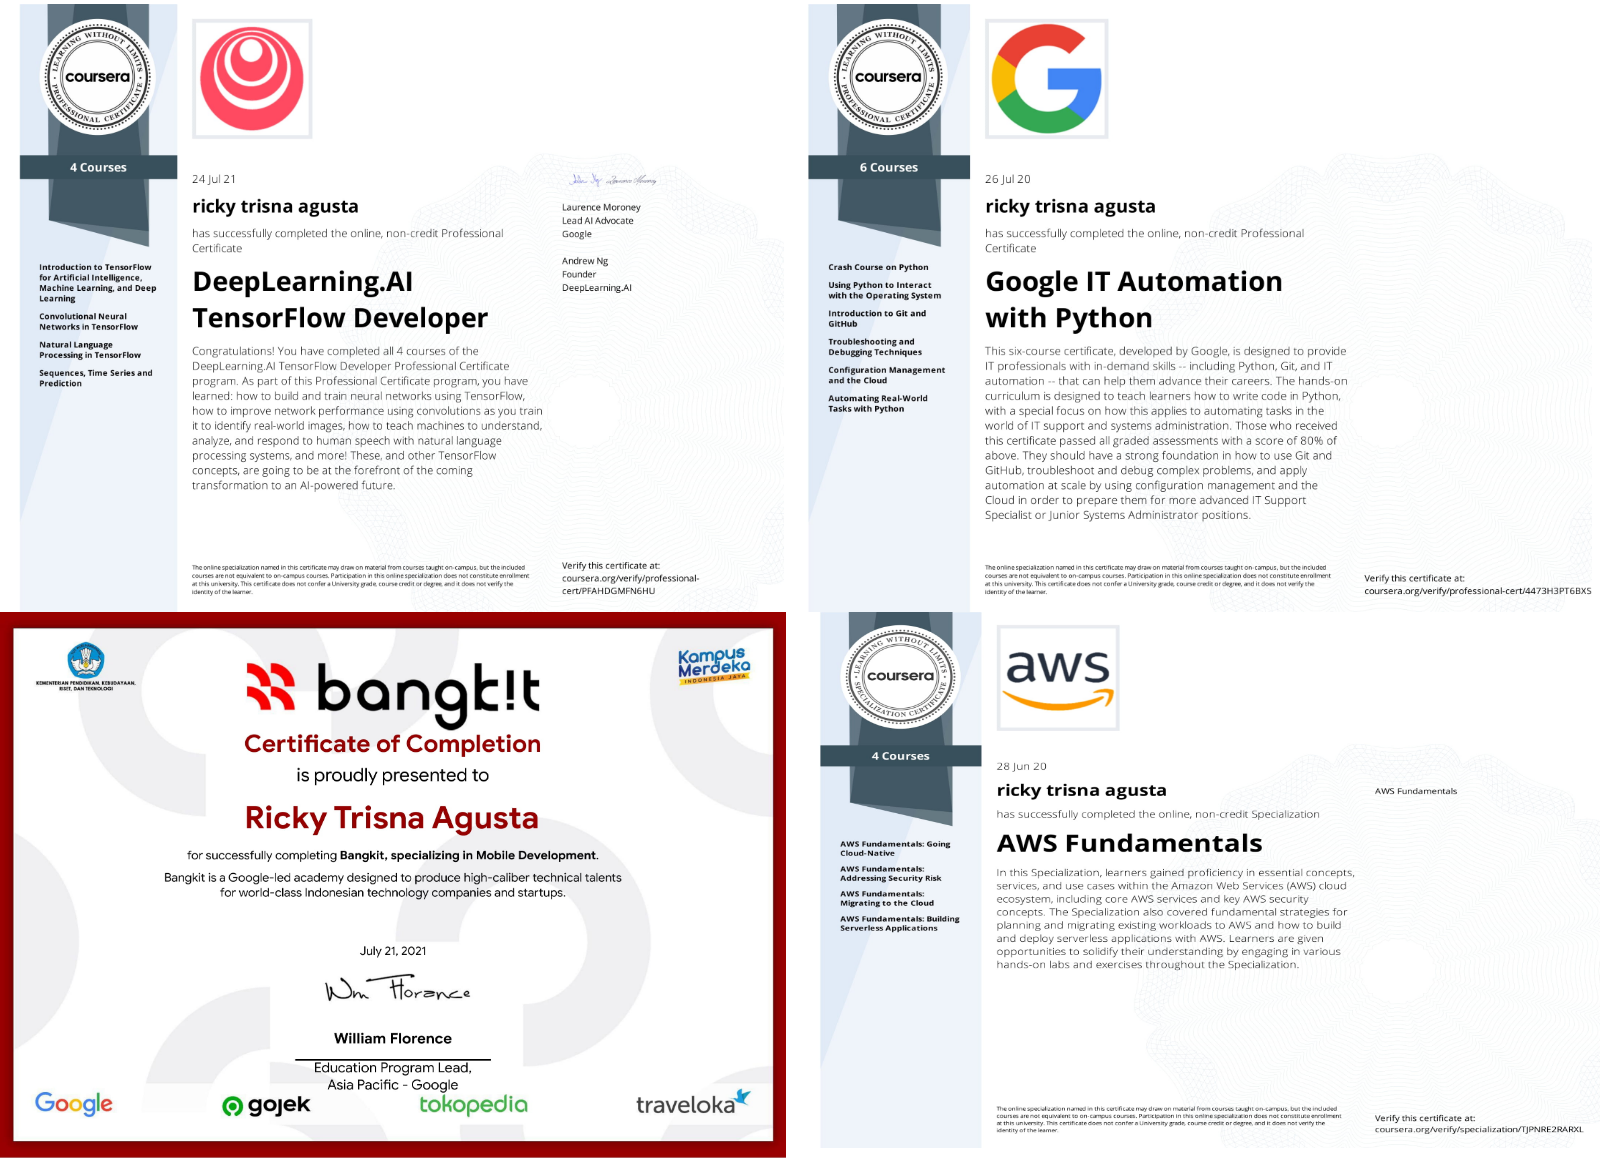 LEARNING WITHOUT LIMITS
coursera
PROFESSIONAL CERTIFICATE
4 Courses
Introduction to TensorFlow
for Artificial Intelligence,
Machine Learning, and Deep
Learning
Convolutional Neural
Networks in TensorFlow
Natural Language
Processing in TensorFlow
Sequences, Time Series and
Prediction
24 Jul 21
ricky trisna agusta
has successfully completed the online, non-credit Professional
Certificate
DeepLearning.AI
TensorFlow Developer
Congratulations! You have completed all 4 courses of the
DeepLearning.AI TensorFlow Developer Professional Certificate
program. As part of this Professional Certificate program, you have
learned: how to build and train neural networks using TensorFlow,
how to improve network performance using convolutions as you train
it to identify real-world images, how to teach machines to understand,
analyze, and respond to human speech with natural language
processing systems, and more! These, and other TensorFlow
concepts, are going to be at the forefront of the coming
transformation to an AI-powered future.
Laurence Moroney
Lead AI Advocate
Google
Andrew Ng
Founder
DeepLearning.AI
The online specialization named in this certificate may draw on material from courses taught on-campus, but the included
courses are not equivalent to on-campus courses. Participation in this online specialization does not constitute enrollment
at this university. This certificate does not confer a University grade, course credit or degree, and it does not verify the
identity of the learner.
Verify this certificate at:
coursera.org/verify/professional-
cert/PFAHDGMFN6HU
LEARNING WITHOUT LIMITS
coursera
PROFESSIONAL CERTIFICATE
6 Courses
Crash Course on Python
Using Python to Interact
with the Operating System
Introduction to Git and
GitHub
Troubleshooting and
Debugging Techniques
Configuration Management
and the Cloud
Automating Real-World
Tasks with Python
26 Jul 20
ricky trisna agusta
has successfully completed the online, non-credit Professional
Certificate
Google IT Automation
with Python
This six-course certificate, developed by Google, is designed to provide
IT professionals with in-demand skills -- including Python, Git, and IT
automation -- that can help them advance their careers. The hands-on
curriculum is designed to teach learners how to write code in Python,
with a special focus on how this applies to automating tasks in the
world of IT support and systems administration. Those who received
this certificate passed all graded assessments with a score of 80% of
above. They should have a strong foundation in how to use Git and
GitHub, troubleshoot and debug complex problems, and apply
automation at scale by using configuration management and the
Cloud in order to prepare them for more advanced IT Support
Specialist or Junior Systems Administrator positions.
The online specialization named in this certificate may draw on material from courses taught on-campus, but the included
courses are not equivalent to on-campus courses. Participation in this online specialization does not constitute enrollment
at this university. This certificate does not confer a University grade, course credit or degree, and it does not verify the
identity of the learner.
Verify this certificate at:
coursera.org/verify/professional-cert/4473H3PT6BXS
KEMENTERIAN PENDIDIKAN, KEBUDAYAAN,
RISET, DAN TEKNOLOGI
bangk!t
Kampus
Merdeka
INDONESIA JAYA
Certificate of Completion
is proudly presented to
Ricky Trisna Agusta
for successfully completing Bangkit, specializing in Mobile Development.
Bangkit is a Google-led academy designed to produce high-caliber technical talents
for world-class Indonesian technology companies and startups.
July 21, 2021
Wm Florance
William Florence
Education Program Lead,
Asia Pacific - Google
Google
gojek
tokopedia
traveloka
LEARNING WITHOUT LIMITS
coursera
SPECIALIZATION CERTIFICATE
4 Courses
AWS Fundamentals: Going
Cloud-Native
AWS Fundamentals:
Addressing Security Risk
AWS Fundamentals:
Migrating to the Cloud
AWS Fundamentals: Building
Serverless Applications
aws
28 Jun 20
ricky trisna agusta
has successfully completed the online, non-credit Specialization
AWS Fundamentals
In this Specialization, learners gained proficiency in essential concepts,
services, and use cases within the Amazon Web Services (AWS) cloud
ecosystem, including core AWS services and key AWS security
concepts. The Specialization also covered fundamental strategies for
planning and migrating existing workloads to AWS and how to build
and deploy serverless applications with AWS. Learners are given
opportunities to solidify their understanding by engaging in various
hands-on labs and exercises throughout the Specialization.
AWS Fundamentals
The online specialization named in this certificate may draw on material from courses taught on-campus, but the included
courses are not equivalent to on-campus courses. Participation in this online specialization does not constitute enrollment
at this university. This certificate does not confer a University grade, course credit or degree, and it does not verify the
identity of the learner.
Verify this certificate at:
coursera.org/verify/specialization/TJPNRE2RARXL